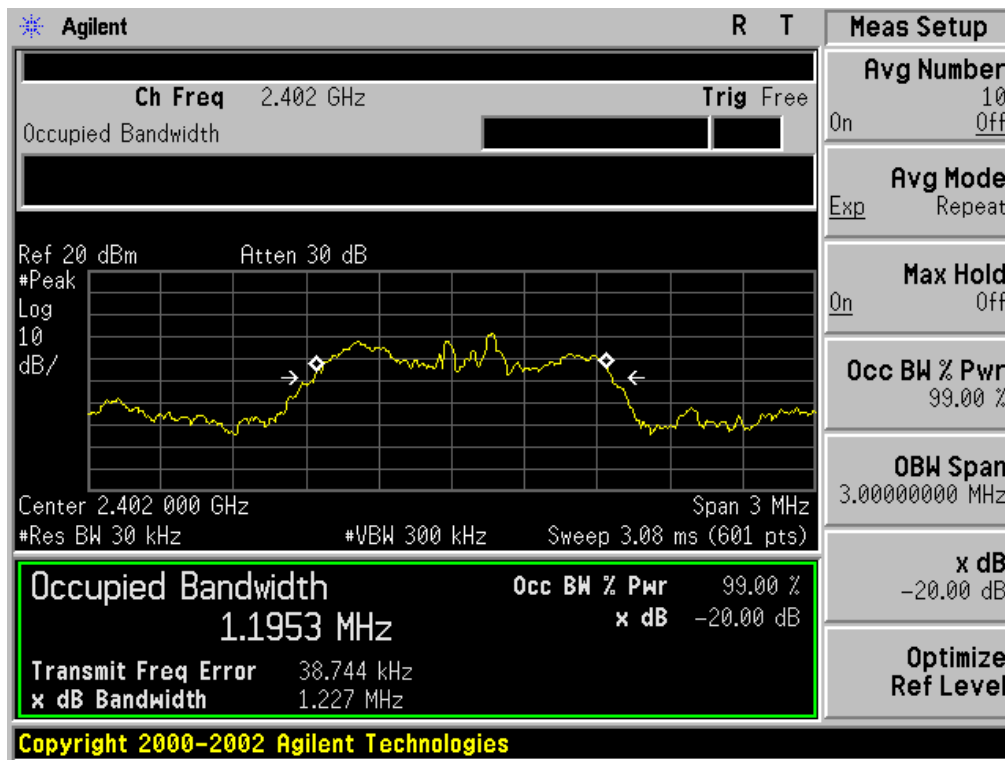 Agilent R T
Ch Freq 2.402 GHz Trig Free
Occupied Bandwidth
Ref 20 dBm Atten 30 dB
#Peak
Log
10
dB/
Center 2.402 000 GHz Span 3 MHz
#Res BW 30 kHz #VBW 300 kHz Sweep 3.08 ms (601 pts)
Occupied Bandwidth Occ BW % Pwr 99.00 %
1.1953 MHz x dB -20.00 dB
Transmit Freq Error 38.744 kHz
x dB Bandwidth 1.227 MHz
Copyright 2000-2002 Agilent Technologies
Meas Setup
Avg Number
10
On Off
Avg Mode
Exp Repeat
Max Hold
On Off
Occ BW % Pwr
99.00 %
OBW Span
3.00000000 MHz
x dB
-20.00 dB
Optimize
Ref Level